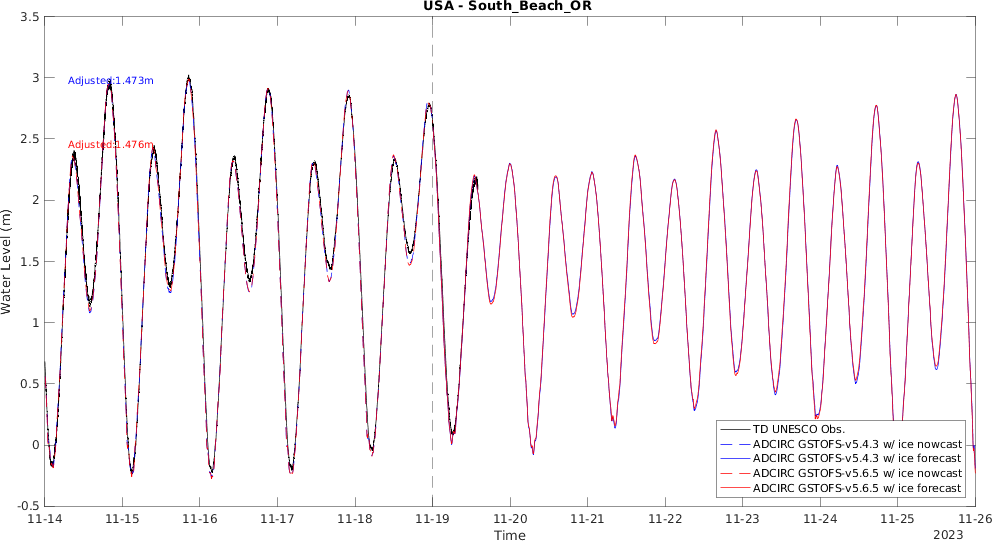 USA - South_Beach_OR
3.5
3
2.5
2
1.5
1
0.5
0
-0.5
Water Level (m)
Adjusted:1.473m
Adjusted:1.476m
TD UNESCO Obs.
ADCIRC GSTOFS-v5.4.3 w/ ice nowcast
ADCIRC GSTOFS-v5.4.3 w/ ice forecast
ADCIRC GSTOFS-v5.6.5 w/ ice nowcast
ADCIRC GSTOFS-v5.6.5 w/ ice forecast
11-14 11-15 11-16 11-17 11-18 11-19 11-20 11-21 11-22 11-23 11-24 11-25 11-26
Time
2023